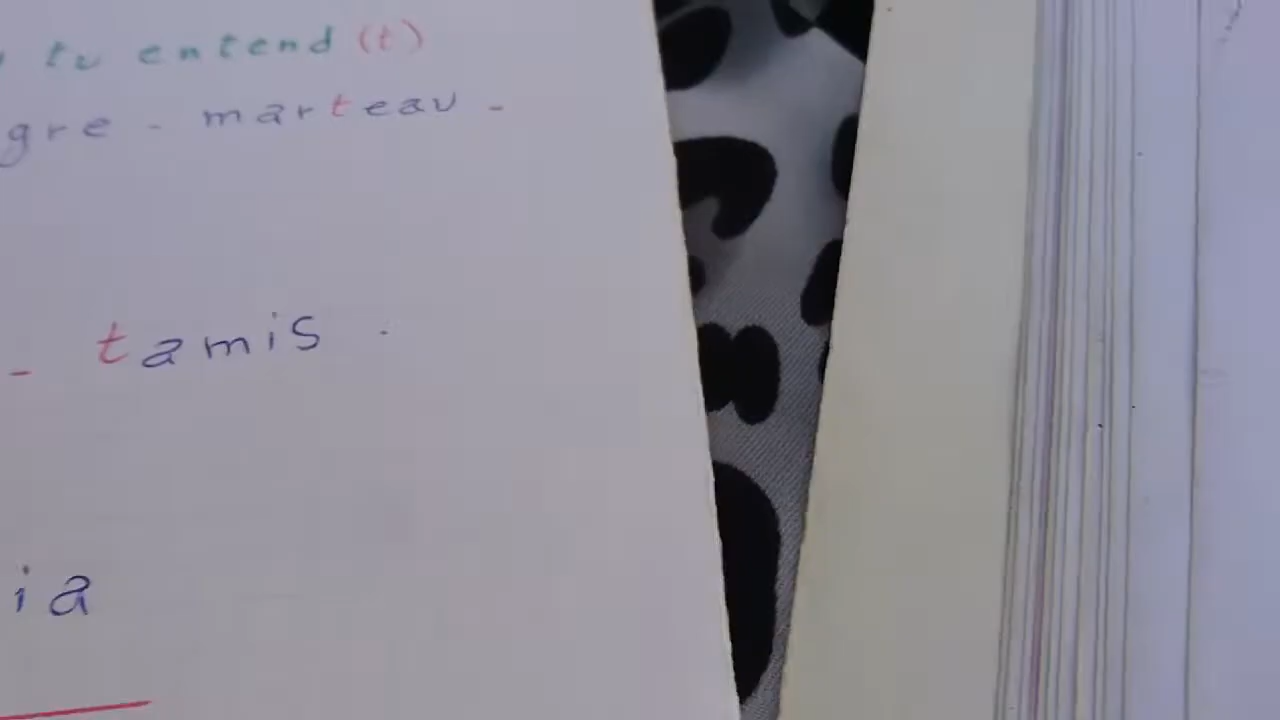 tu entend (t)
gre - marteau -
- tamis .
ia